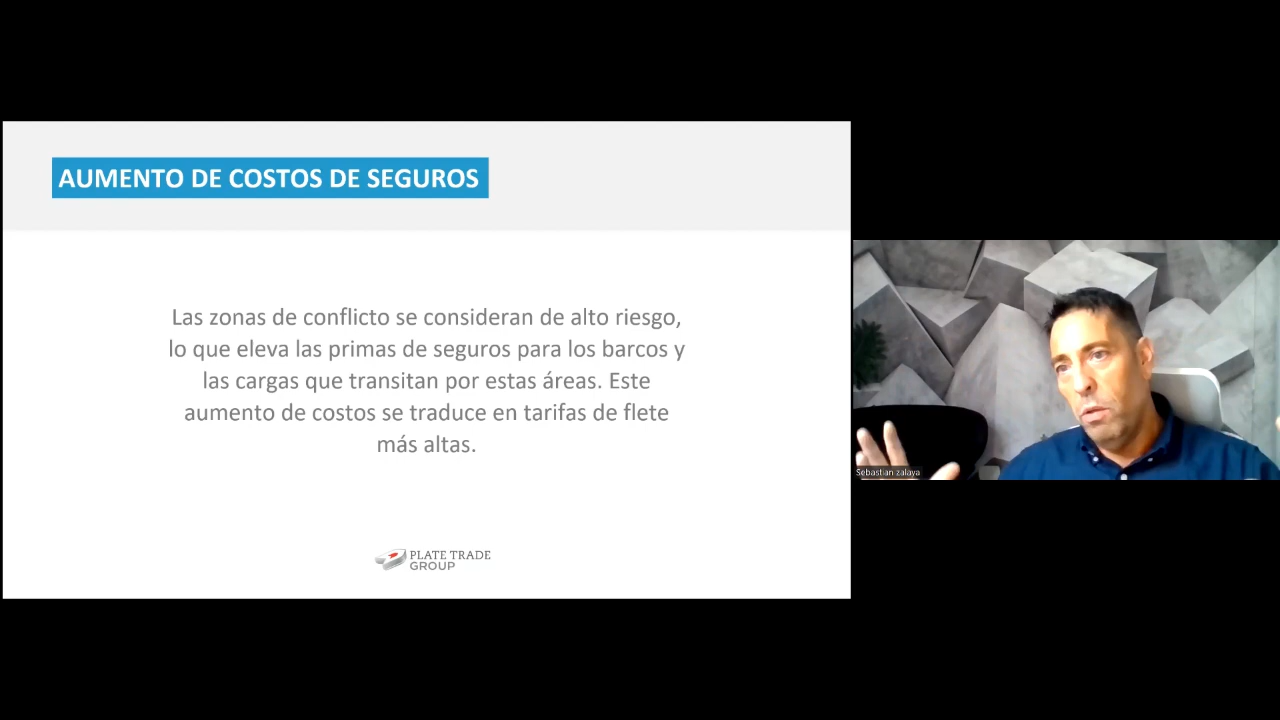 AUMENTO DE COSTOS DE SEGUROS
Las zonas de conflicto se consideran de alto riesgo,
lo que eleva las primas de seguros para los barcos y
las cargas que transitan por estas áreas. Este
aumento de costos se traduce en tarifas de flete
más altas.
PLATE TRADE
GROUP
Sebastian zalaya